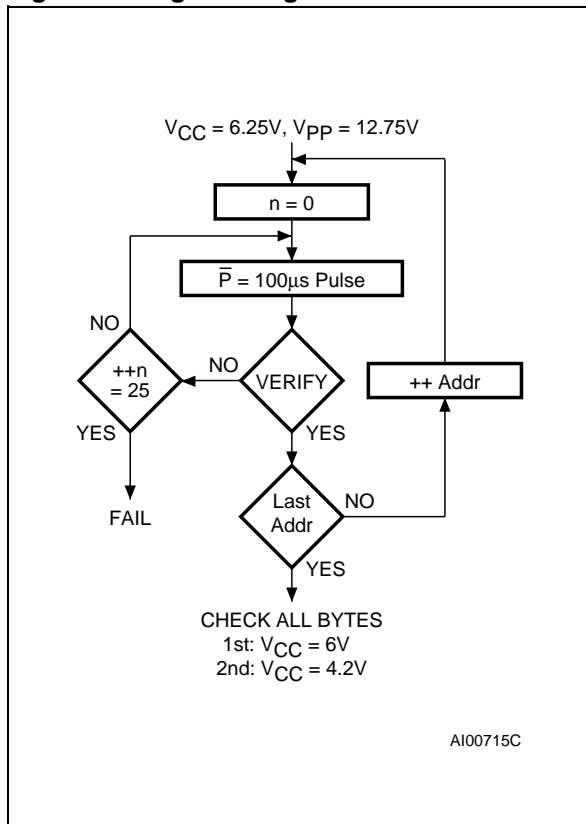 VCC = 6.25V, VPP = 12.75V
n = 0
P̅ = 100µs Pulse
NO
++n
= 25
NO
VERIFY
++ Addr
YES
YES
FAIL
Last
Addr
NO
YES
CHECK ALL BYTES
1st: VCC = 6V
2nd: VCC = 4.2V
AI00715C